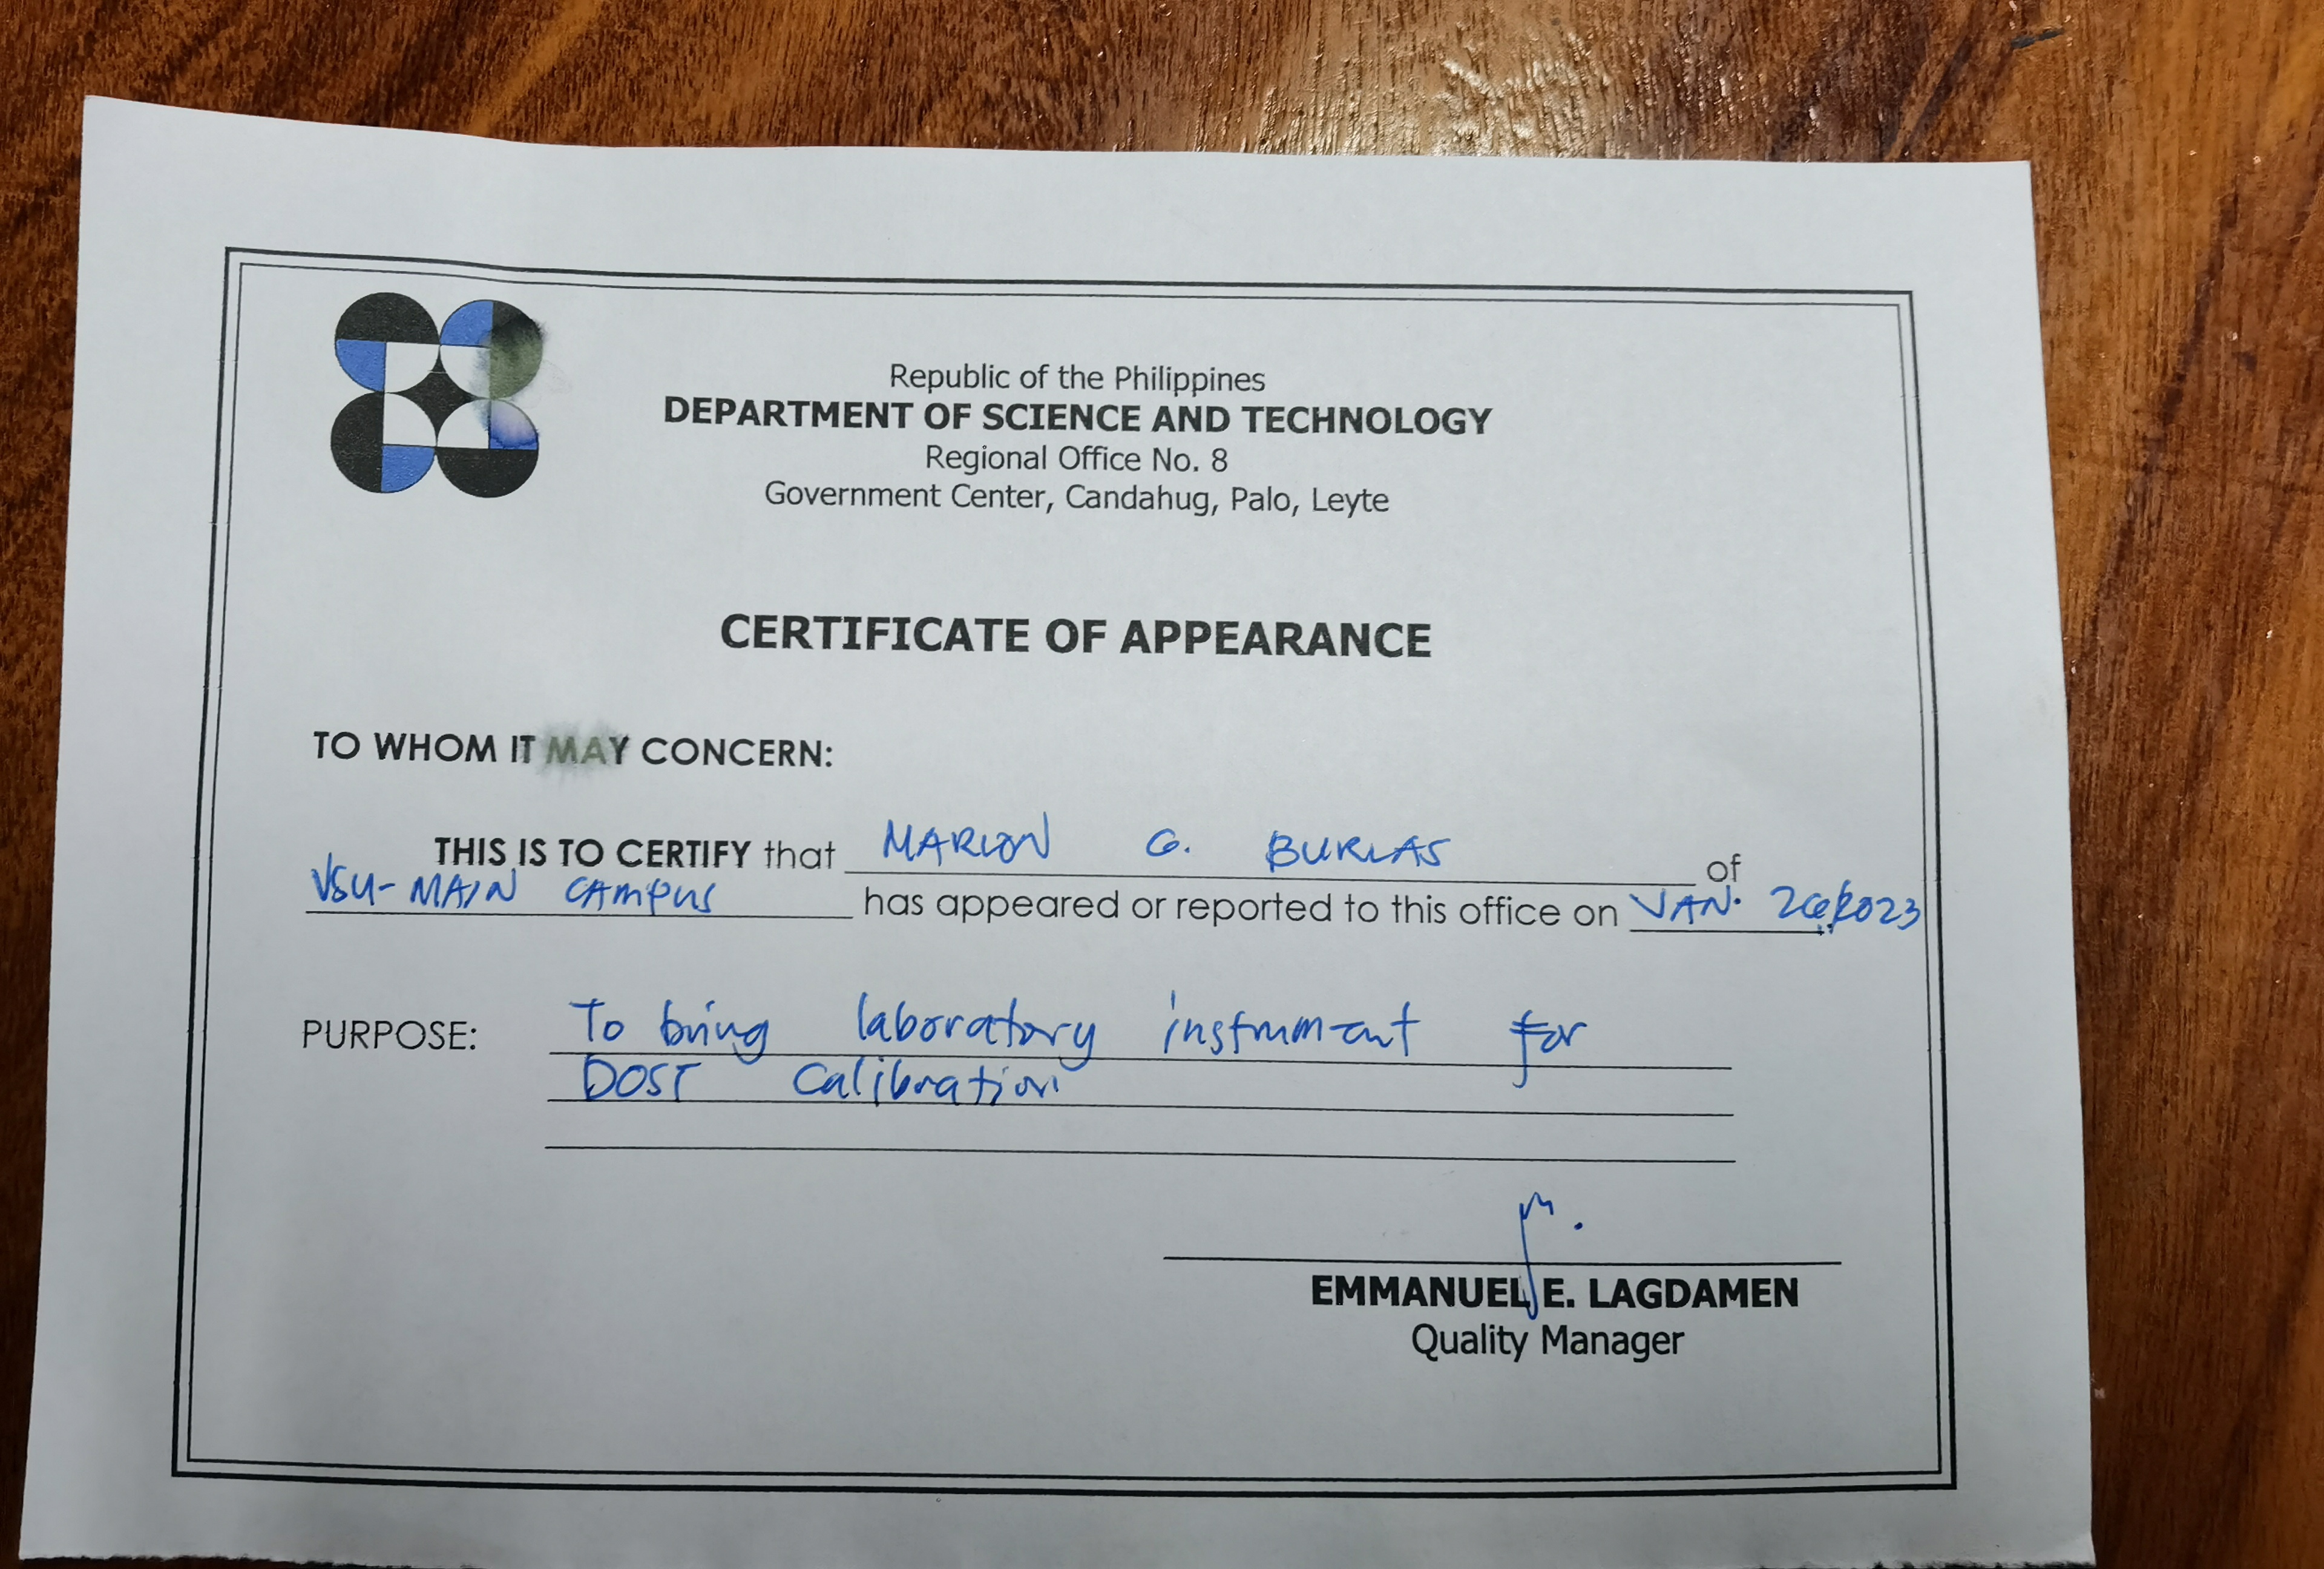 Republic of the Philippines
DEPARTMENT OF SCIENCE AND TECHNOLOGY
Regional Office No. 8
Government Center, Candahug, Palo, Leyte
CERTIFICATE OF APPEARANCE
TO WHOM IT MAY CONCERN:
THIS IS TO CERTIFY that MARLON G. BURLAS of
VSU-MAIN CAMPUS has appeared or reported to this office on JAN. 2023
PURPOSE: To bring laboratory instrument for
DOST Calibration
EMMANUEL E. LAGDAMEN
Quality Manager